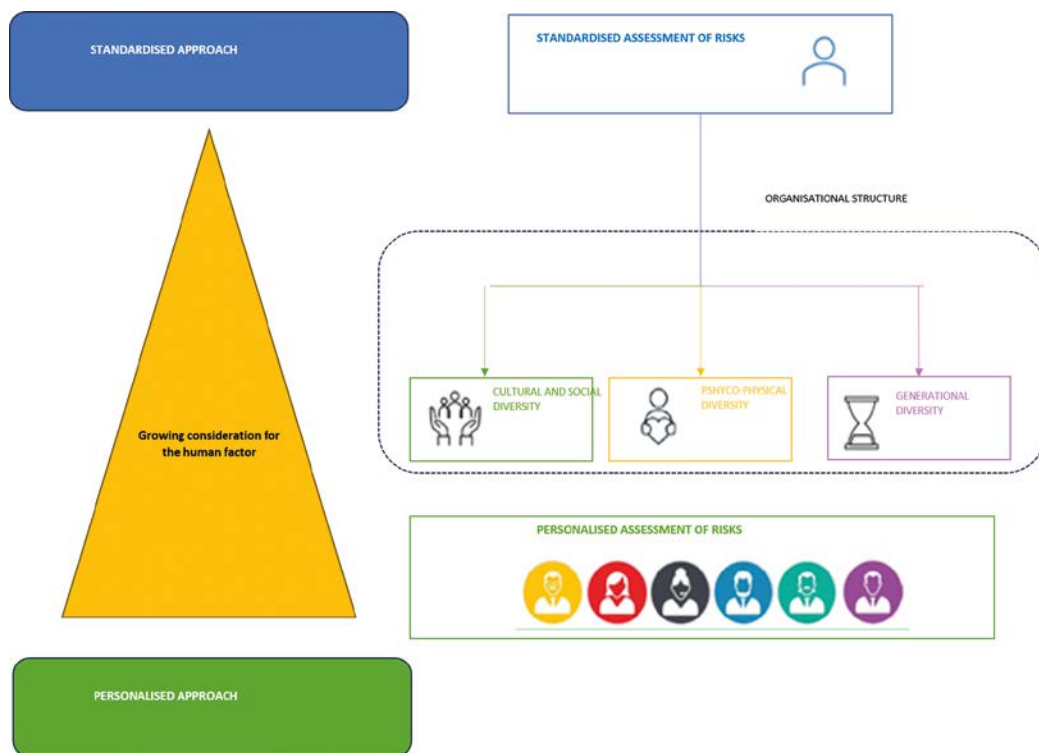 STANDARDISED APPROACH
STANDARDISED ASSESSMENT OF RISKS
ORGANISATIONAL STRUCTURE
CULTURAL AND SOCIAL
DIVERSITY
PSHYCO-PHYSICAL
DIVERSITY
GENERATIONAL
DIVERSITY
Growing consideration for
the human factor
PERSONALISED ASSESSMENT OF RISKS
PERSONALISED APPROACH